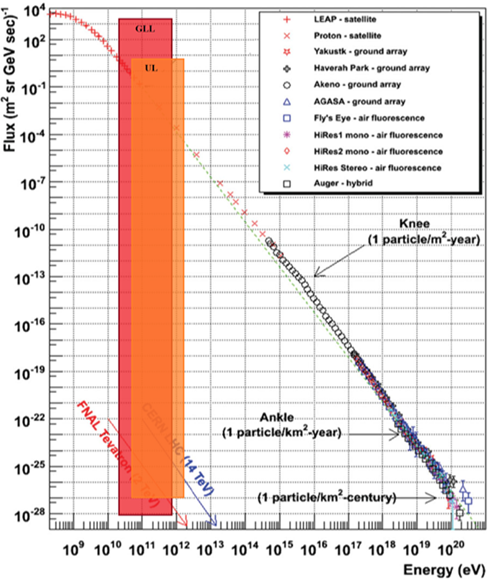 10⁴
10²
10⁻¹
10⁻⁴
10⁻⁷
10⁻¹⁰
10⁻¹³
10⁻¹⁶
10⁻¹⁹
10⁻²²
10⁻²⁵
10⁻²⁸
Flux (m² sr GeV sec)⁻¹
GLL
UL
LEAP - satellite
Proton - satellite
Yakustk - ground array
Haverah Park - ground array
Akeno - ground array
AGASA - ground array
Fly's Eye - air fluorescence
HiRes1 mono - air fluorescence
HiRes2 mono - air fluorescence
HiRes Stereo - air fluorescence
Auger - hybrid
Knee
(1 particle/m²-year)
Ankle
(1 particle/km²-year)
(1 particle/km²-century)
FNAL Tevatron
CERN LHC (14 TeV)
10⁹ 10¹⁰ 10¹¹ 10¹² 10¹³ 10¹⁴ 10¹⁵ 10¹⁶ 10¹⁷ 10¹⁸ 10¹⁹ 10²⁰
Energy (eV)